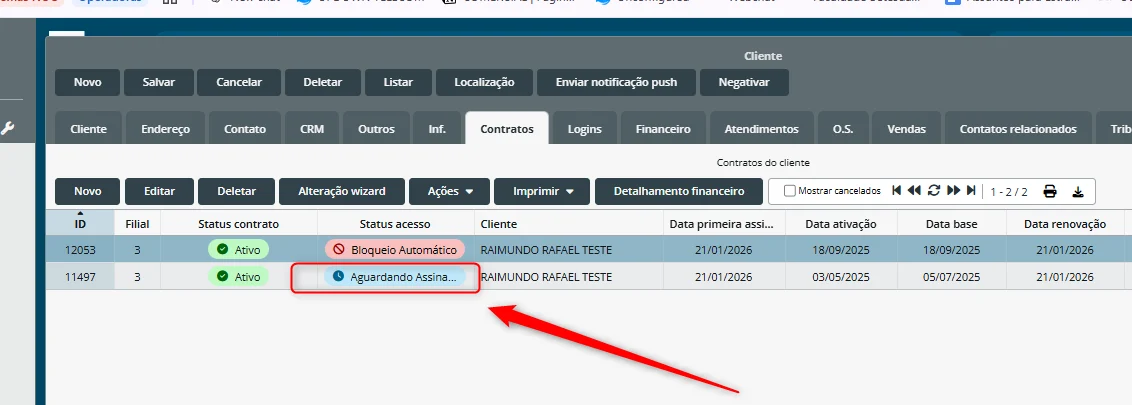 Operadoras
Cliente
Novo Salvar Cancelar Deletar Listar Localização Enviar notificação push Negativar
Cliente Endereço Contato CRM Outros Inf. Contratos Logins Financeiro Atendimentos O.S. Vendas Contatos relacionados Trib
Contratos do cliente
Novo Editar Deletar Alteração wizard Ações Imprimir Detalhamento financeiro Mostrar cancelados 1 - 2 / 2
ID Filial Status contrato Status acesso Cliente Data primeira assi... Data ativação Data base Data renovação
12053 3 Ativo Bloqueio Automático RAIMUNDO RAFAEL TESTE 21/01/2026 18/09/2025 18/09/2025 21/01/2026
11497 3 Ativo Aguardando Assina... RAIMUNDO RAFAEL TESTE 21/01/2026 03/05/2025 05/07/2025 21/01/2026